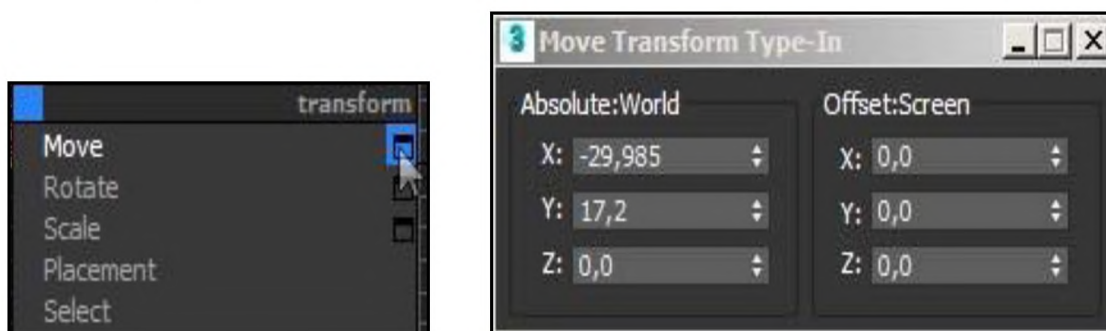 transform
Move
Rotate
Scale
Placement
Select
3 Move Transform Type-In
Absolute:World
X: -29,985
Y: 17,2
Z: 0,0
Offset:Screen
X: 0,0
Y: 0,0
Z: 0,0